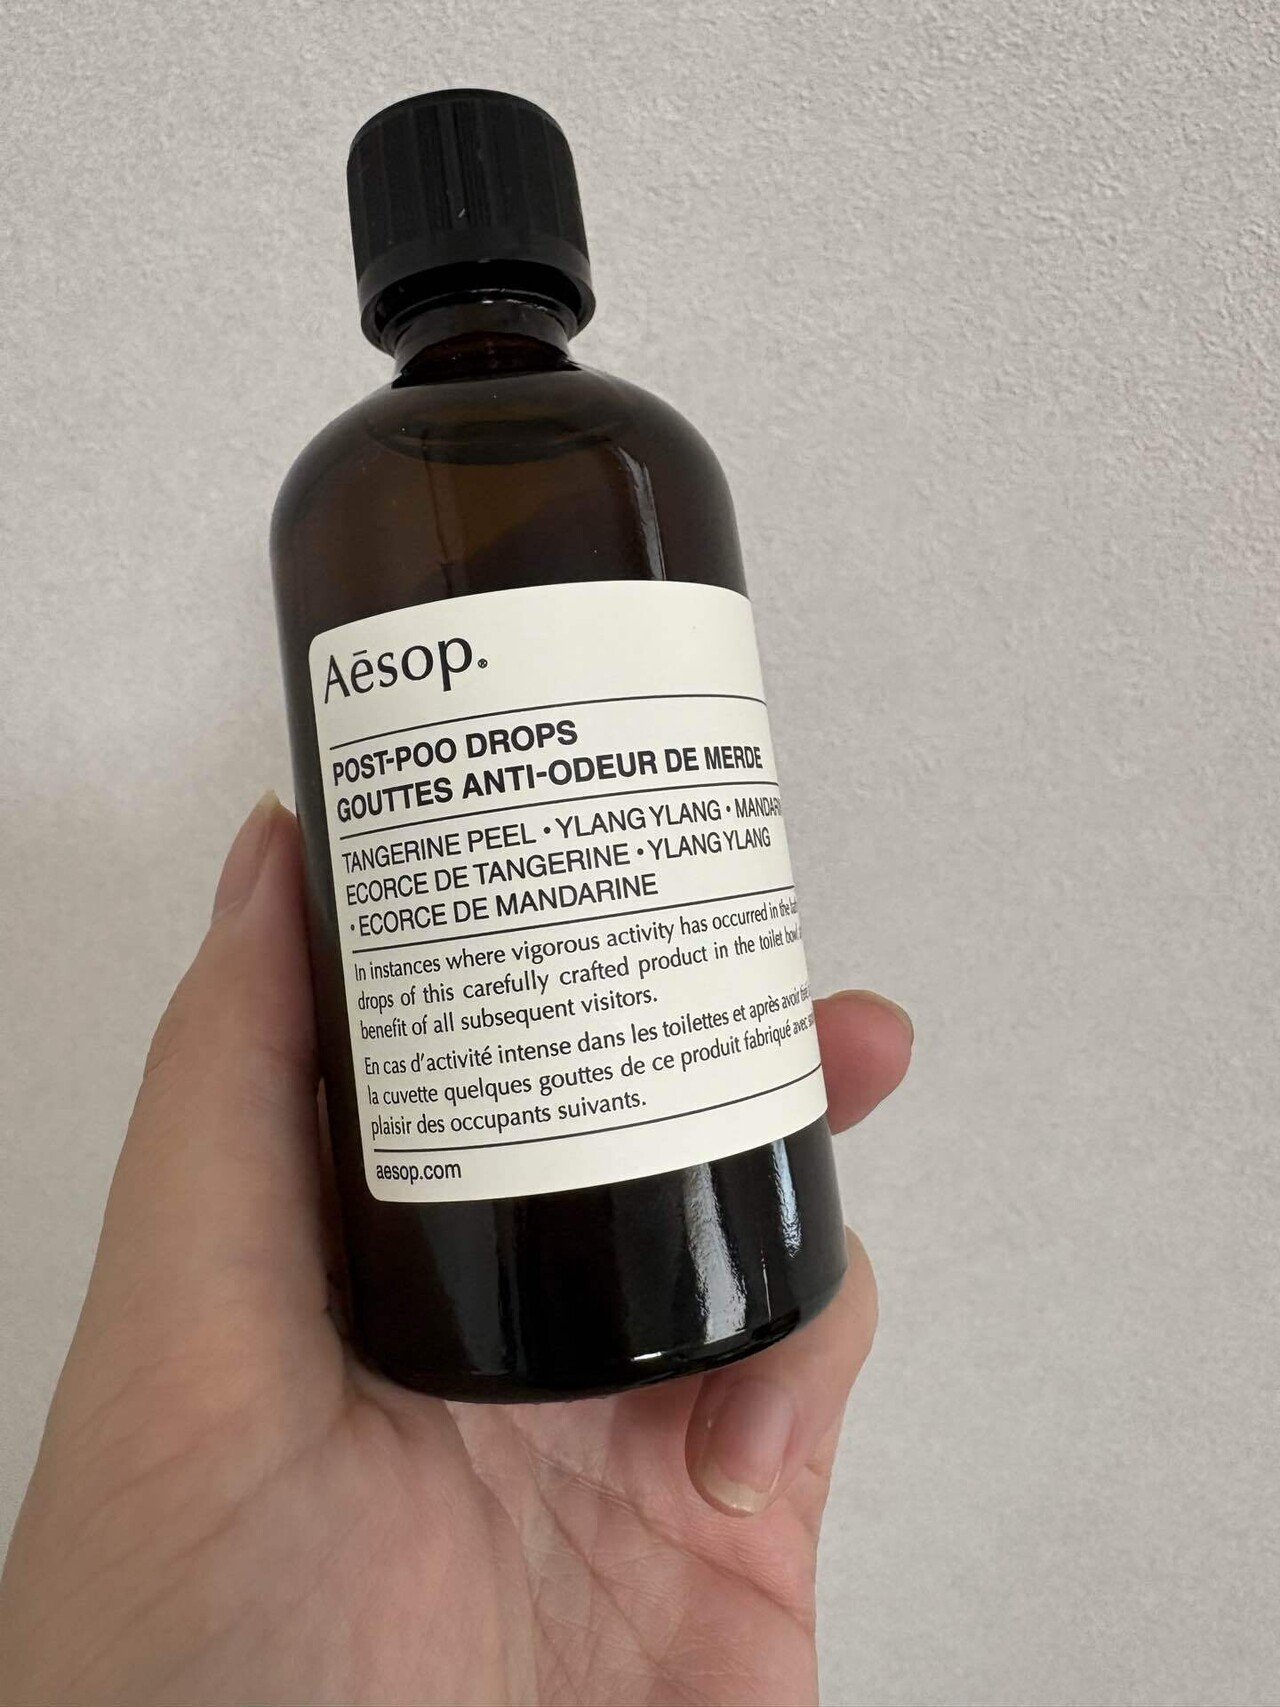 Aēsop.®
POST-POO DROPS
GOUTTES ANTI-ODEUR DE MERDE
TANGERINE PEEL • YLANG YLANG •
ECORCE DE TANGERINE • YLANG YLANG
• ECORCE DE MANDARINE
In instances where vigorous activity has occurred in the
drops of this carefully crafted product in the toilet bowl
benefit of all subsequent visitors.
En cas d'activité intense dans les toilettes et après avoir tiré
la cuvette quelques gouttes de ce produit fabriqué avec
plaisir des occupants suivants.
aesop.com